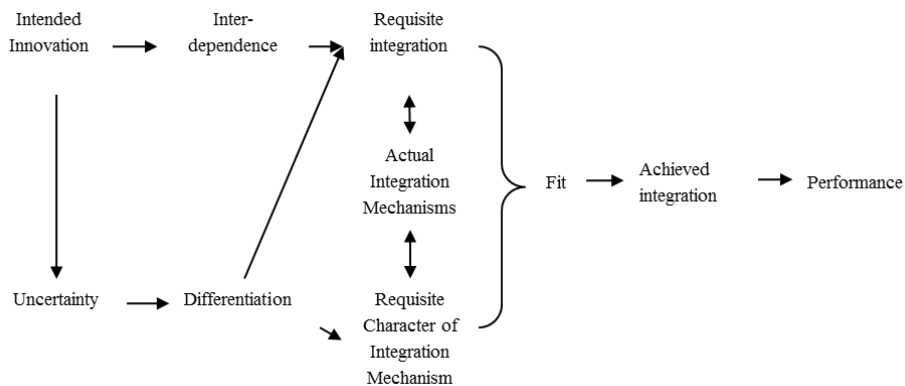 Intended
Innovation
Inter-
dependence
Requisite
integration
Actual
Integration
Mechanisms
Fit
Achieved
integration
Performance
Uncertainty
Differentiation
Requisite
Character of
Integration
Mechanism